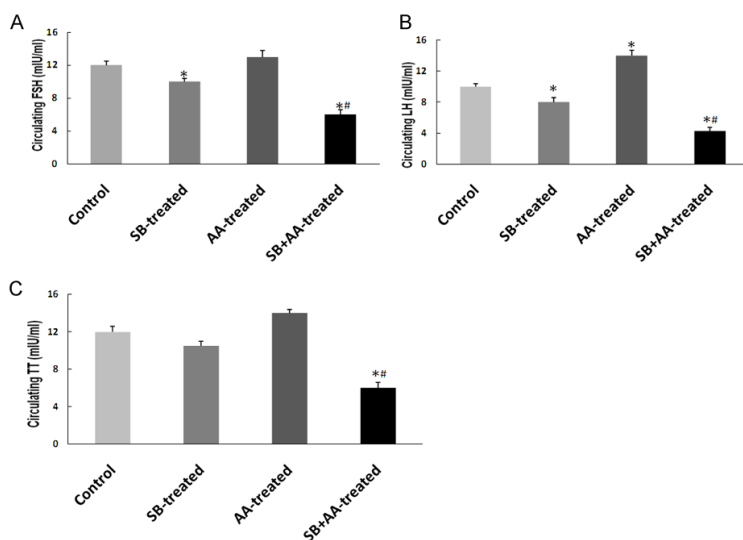 A
Circulating FSH (mIU/ml)
16
12
8
4
0
*
*#
Control
SB-treated
AA-treated
SB+AA-treated
B
Circulating LH (mIU/ml)
16
12
8
4
0
*
*
*#
Control
SB-treated
AA-treated
SB+AA-treated
C
Circulating TT (mIU/ml)
16
12
8
4
0
*#
Control
SB-treated
AA-treated
SB+AA-treated